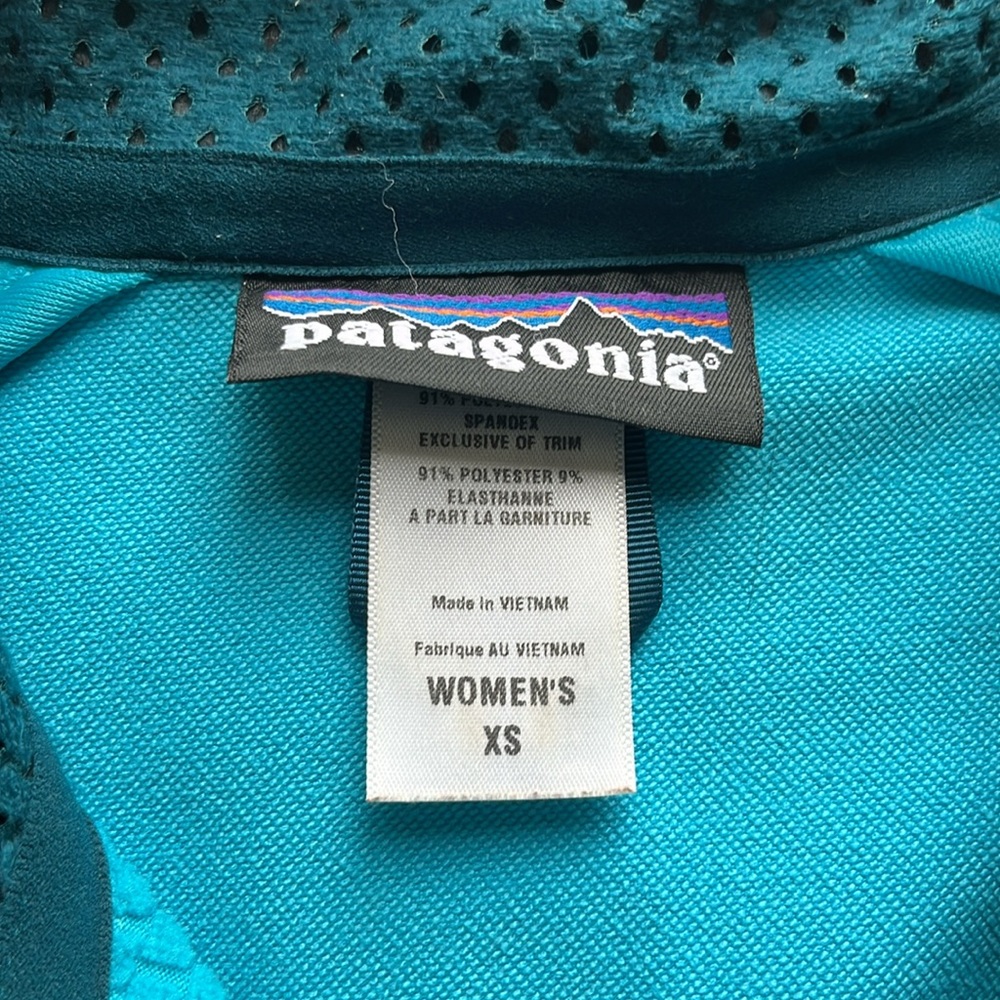 patagonia®
91%
SPANDEX
EXCLUSIVE OF TRIM
91% POLYESTER 9%
ELASTHANNE
A PART LA GARNITURE
Made in VIETNAM
Fabrique AU VIETNAM
WOMEN'S
XS